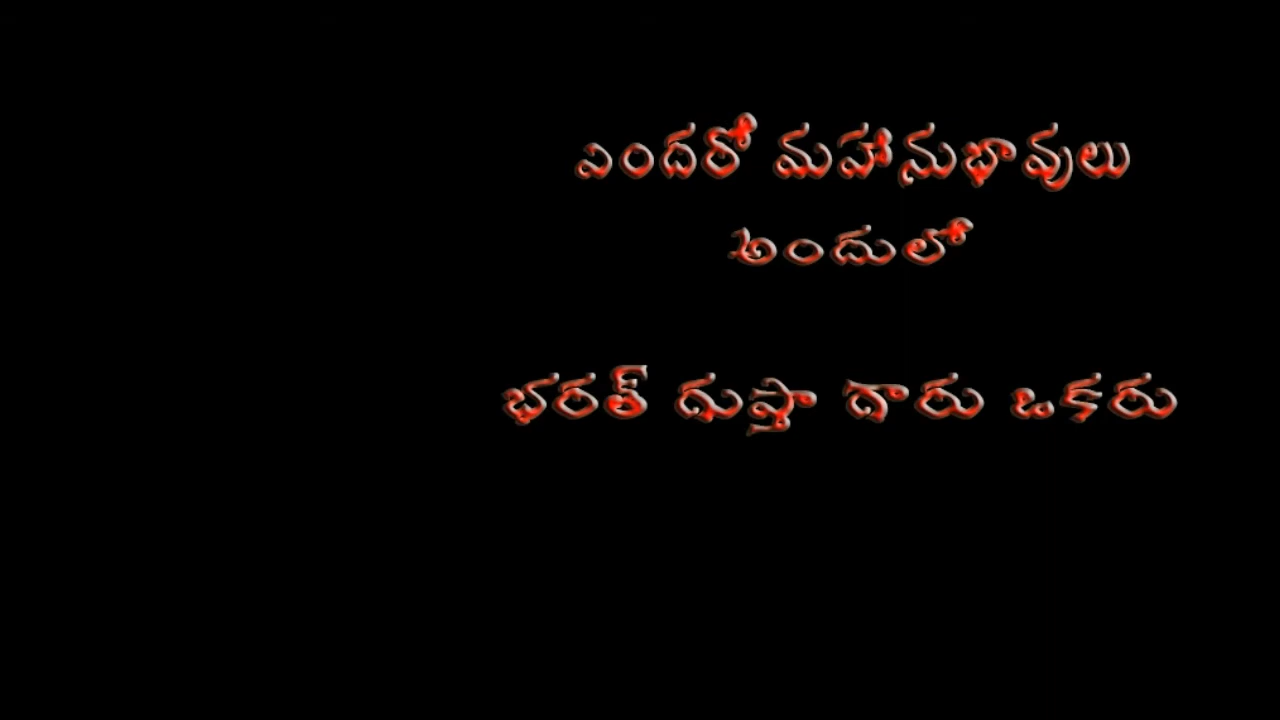 ఎందరో మహానుభావులు
అందులో
భరత్ గుప్తా గారు ఒకరు